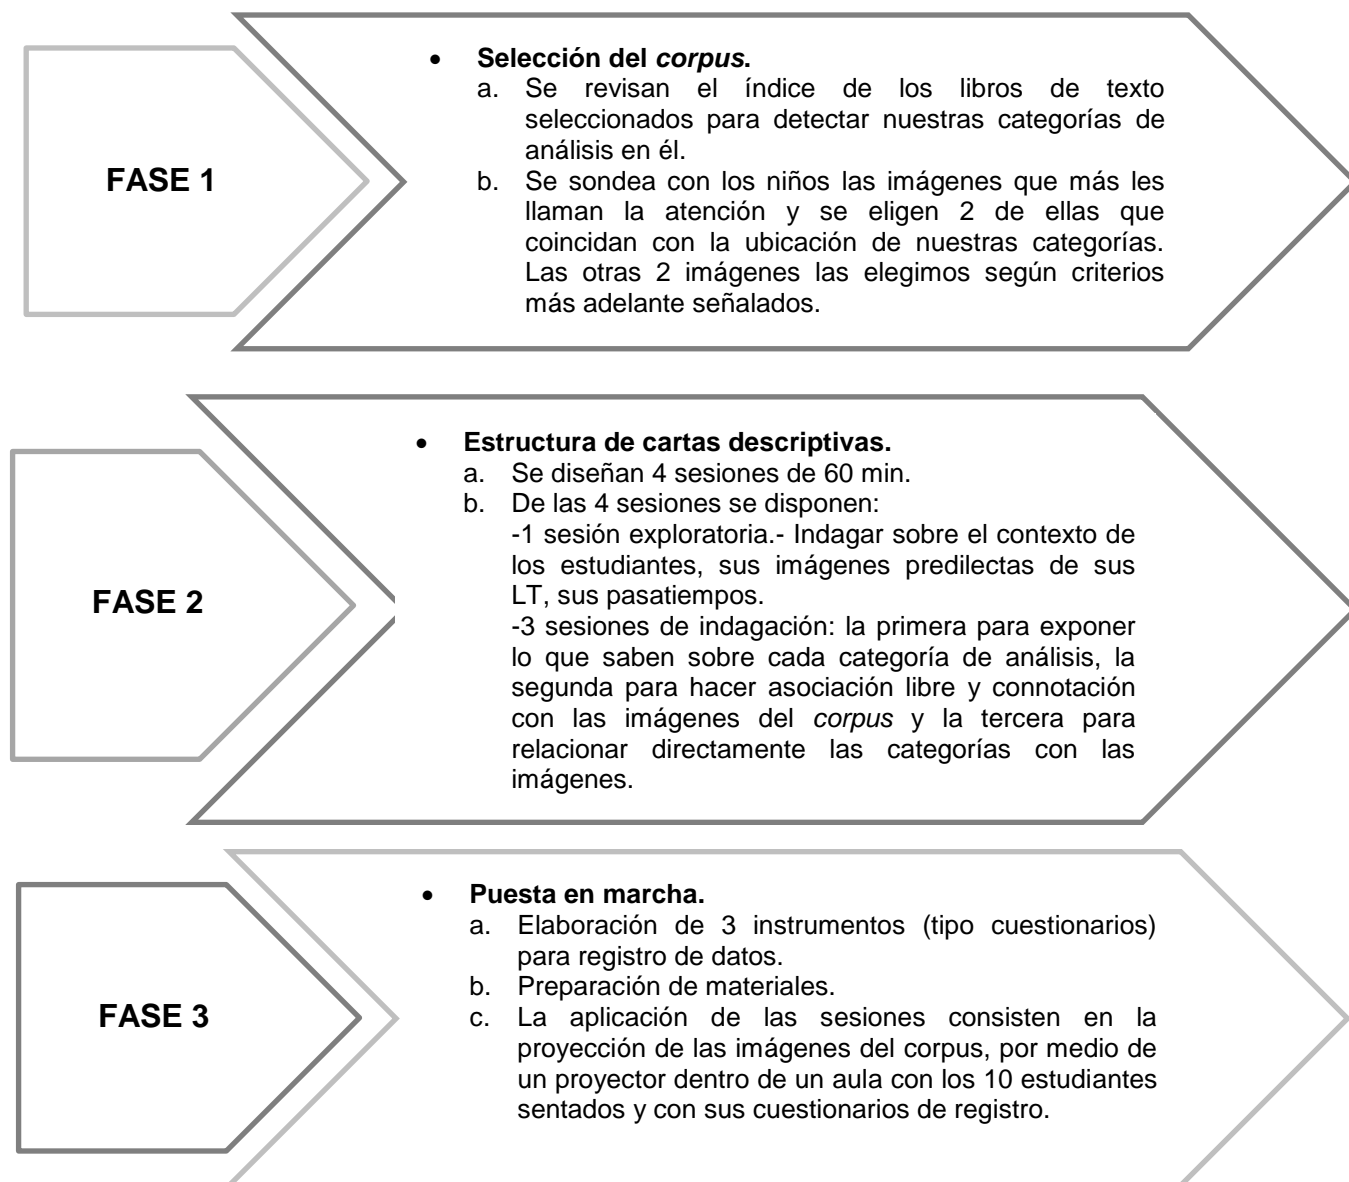 FASE 1
• Selección del corpus.
a. Se revisan el índice de los libros de texto
seleccionados para detectar nuestras categorías de
análisis en él.
b. Se sondea con los niños las imágenes que más les
llaman la atención y se eligen 2 de ellas que
coincidan con la ubicación de nuestras categorías.
Las otras 2 imágenes las elegimos según criterios
más adelante señalados.
FASE 2
• Estructura de cartas descriptivas.
a. Se diseñan 4 sesiones de 60 min.
b. De las 4 sesiones se disponen:
-1 sesión exploratoria.- Indagar sobre el contexto de
los estudiantes, sus imágenes predilectas de sus
LT, sus pasatiempos.
-3 sesiones de indagación: la primera para exponer
lo que saben sobre cada categoría de análisis, la
segunda para hacer asociación libre y connotación
con las imágenes del corpus y la tercera para
relacionar directamente las categorías con las
imágenes.
FASE 3
• Puesta en marcha.
a. Elaboración de 3 instrumentos (tipo cuestionarios)
para registro de datos.
b. Preparación de materiales.
c. La aplicación de las sesiones consisten en la
proyección de las imágenes del corpus, por medio de
un proyector dentro de un aula con los 10 estudiantes
sentados y con sus cuestionarios de registro.